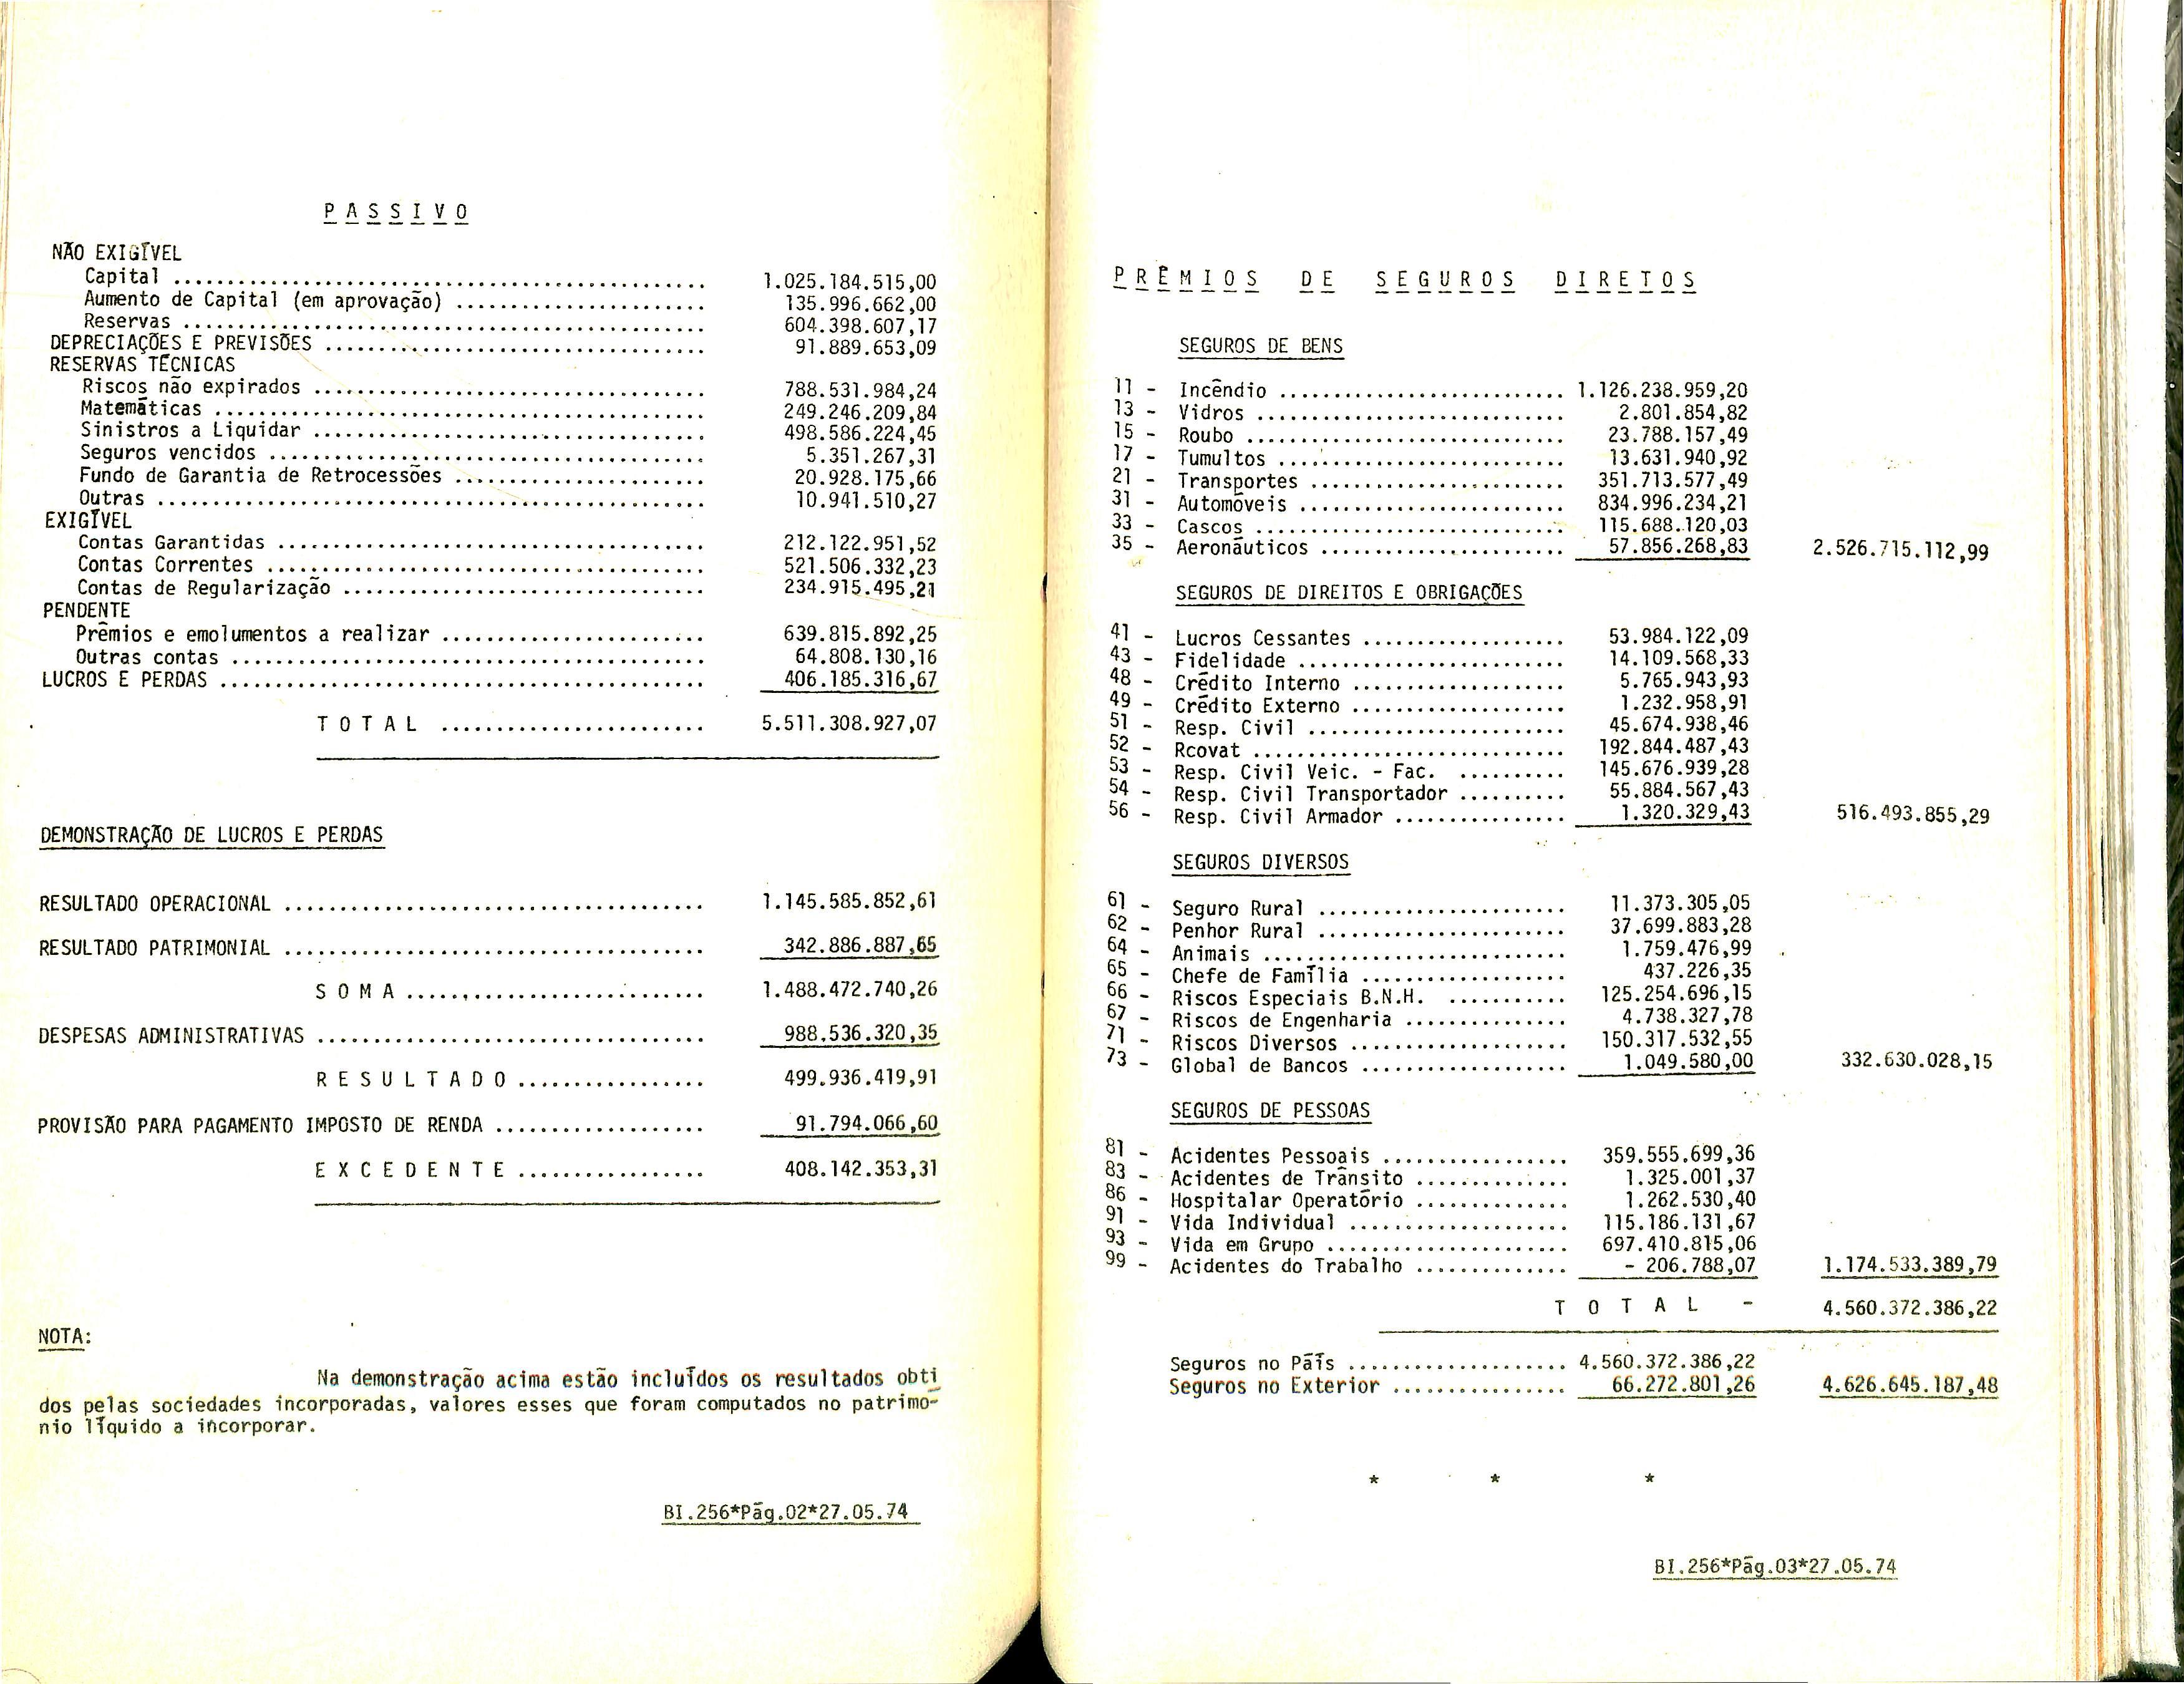 P A S S I V O
NÃO EXIGÍVEL
Capital ........................................ 1.025.184.515,00
Aumento de Capital (em aprovação) ....................... 135.996.662,00
Reservas ........................................ 604.398.607,17
DEPRECIAÇÕES E PREVISÕES .................................. 91.889.653,09
RESERVAS TÉCNICAS
Riscos não expirados .................................... 788.531.984,24
Matemáticas ........................................ 249.246.209,84
Sinistros a Liquidar .................................... 498.586.224,45
Seguros vencidos ........................................ 5.351.267,31
Fundo de Garantia de Retrocessões ....................... 20.928.175,66
Outras ........................................ 10.941.510,27
EXIGÍVEL
Contas Garantidas ....................................... 212.122.951,52
Contas Correntes ........................................ 521.506.332,23
Contas de Regularização ................................. 234.915.495,21
PENDENTE
Prêmios e emolumentos a realizar ........................ 639.815.892,25
Outras contas ........................................ 64.808.130,16
LUCROS E PERDAS ........................................ 406.185.316,67
T O T A L ........................ 5.511.308.927,07
DEMONSTRAÇÃO DE LUCROS E PERDAS
RESULTADO OPERACIONAL ...................................... 1.145.585.852,61
RESULTADO PATRIMONIAL ...................................... 342.886.887,65
S O M A ........................... 1.488.472.740,26
DESPESAS ADMINISTRATIVAS ................................... 988.536.320,35
R E S U L T A D O ................. 499.936.419,91
PROVISÃO PARA PAGAMENTO IMPOSTO DE RENDA ................... 91.794.066,60
E X C E D E N T E ................. 408.142.353,31
NOTA:
Na demonstração acima estão incluídos os resultados obti
dos pelas sociedades incorporadas, valores esses que foram computados no patrimo-
nio líquido a incorporar.
BI.256*Pág.02*27.05.74
P R Ê M I O S   D E   S E G U R O S   D I R E T O S
SEGUROS DE BENS
11 - Incêndio .......................... 1.126.238.959,20
13 - Vidros ............................ 2.801.854,82
15 - Roubo ............................. 23.788.157,49
17 - Tumultos .......................... 13.631.940,92
21 - Transportes ....................... 351.713.577,49
31 - Automóveis ........................ 834.996.234,21
33 - Cascos ............................ 115.688.120,03
35 - Aeronáuticos ...................... 57.856.268,83 2.526.715.112,99
SEGUROS DE DIREITOS E OBRIGAÇÕES
41 - Lucros Cessantes .................. 53.984.122,09
43 - Fidelidade ........................ 14.109.568,33
48 - Crédito Interno ................... 5.765.943,93
49 - Crédito Externo ................... 1.232.958,91
51 - Resp. Civil ....................... 45.674.938,46
52 - Rcovat ............................ 192.844.487,43
53 - Resp. Civil Veic. - Fac. .......... 145.676.939,28
54 - Resp. Civil Transportador .......... 55.884.567,43
56 - Resp. Civil Armador ............... 1.320.329,43 516.493.855,29
SEGUROS DIVERSOS
61 - Seguro Rural ...................... 11.373.305,05
62 - Penhor Rural ...................... 37.699.883,28
64 - Animais ........................... 1.759.476,99
65 - Chefe de Família .................. 437.226,35
66 - Riscos Especiais B.N.H. ........... 125.254.696,15
67 - Riscos de Engenharia .............. 4.738.327,78
71 - Riscos Diversos ................... 150.317.532,55
73 - Global de Bancos .................. 1.049.580,00 332.630.028,15
SEGUROS DE PESSOAS
81 - Acidentes Pessoais ................ 359.555.699,36
83 - Acidentes de Trânsito ............. 1.325.001,37
86 - Hospitalar Operatório ............. 1.262.530,40
91 - Vida Individual ................... 115.186.131,67
93 - Vida em Grupo ..................... 697.410.815,06
99 - Acidentes do Trabalho ............. - 206.788,07 1.174.533.389,79
T O T A L - 4.560.372.386,22
Seguros no País .................... 4.560.372.386,22
Seguros no Exterior ................ 66.272.801,26 4.626.645.187,48
* * *
BI.256*Pág.03*27.05.74